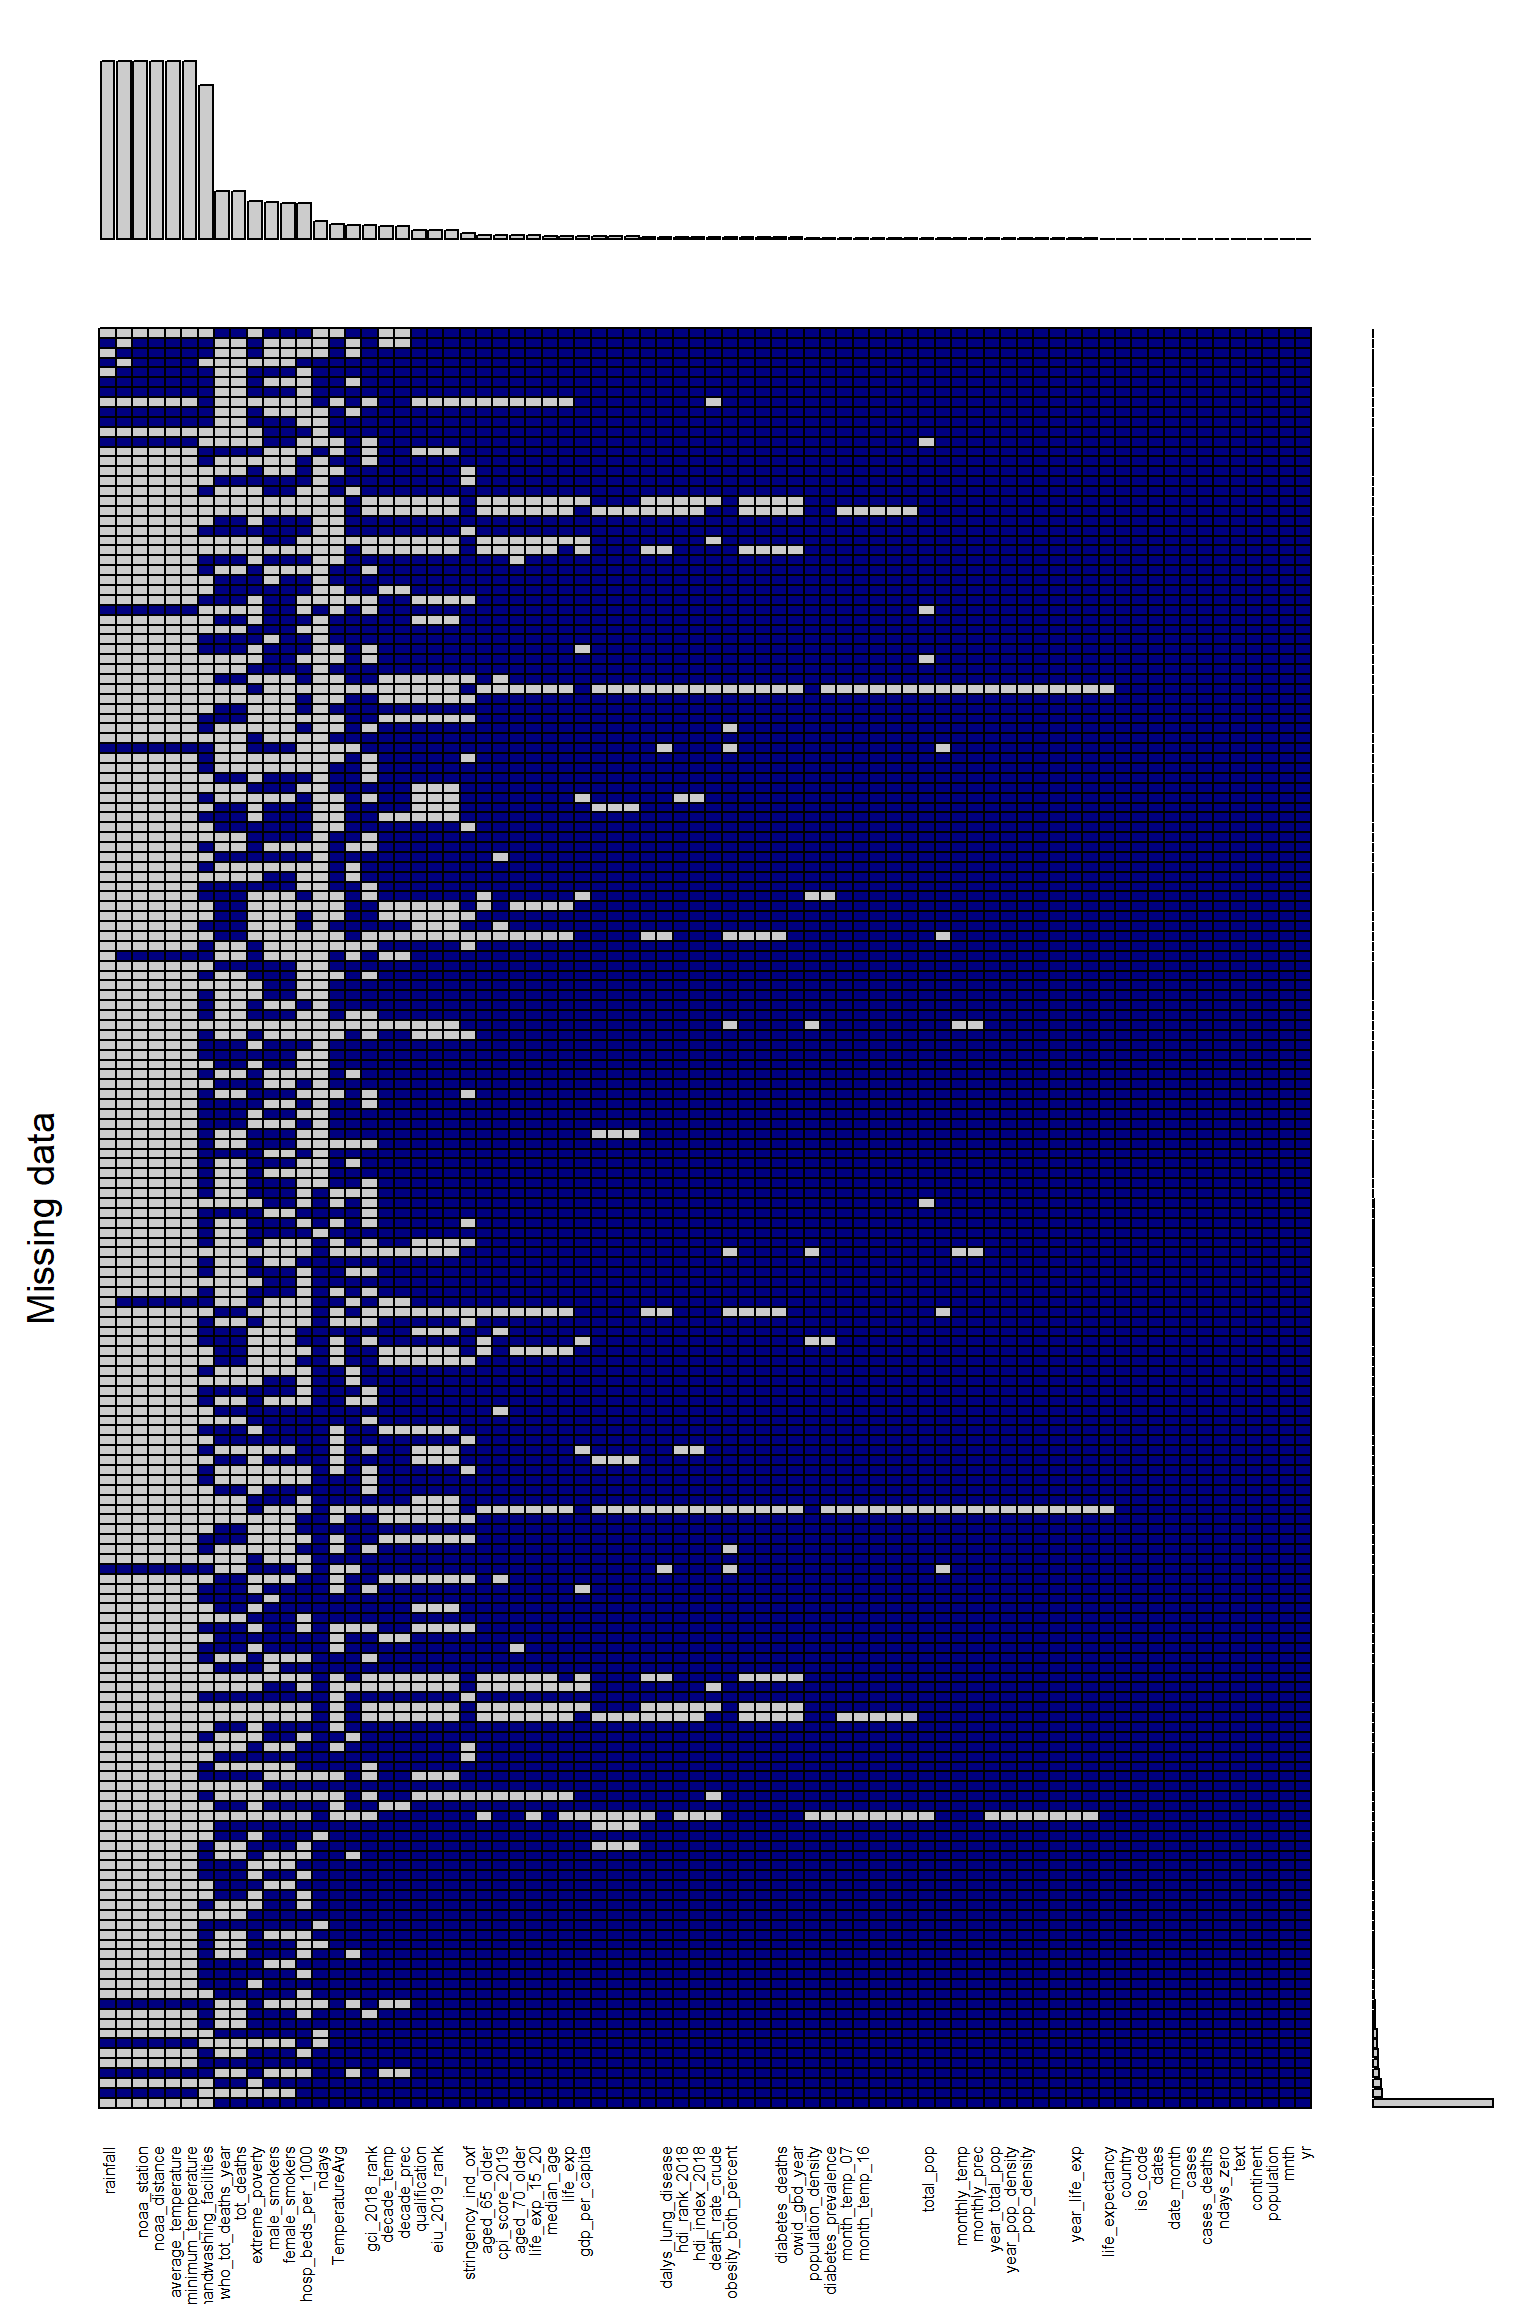 Missing data
rainfall
noaa_station
noaa_distance
average_temperature
minimum_temperature
handwashing_facilities
who_tot_deaths_year
tot_deaths
extreme_poverty
male_smokers
female_smokers
hosp_beds_per_1000
ndays
TemperatureAvg
gci_2018_rank
decade_temp
decade_prec
qualification
eiu_2019_rank
stringency_ind_oxf
aged_65_older
cpi_score_2019
aged_70_older
life_exp_15_20
median_age
life_exp
gdp_per_capita
dalys_lung_disease
hdi_rank_2018
hdi_index_2018
death_rate_crude
obesity_both_percent
diabetes_deaths
owid_gbd_year
population_density
diabetes_prevalence
month_temp_07
month_temp_16
total_pop
monthly_temp
monthly_prec
year_total_pop
year_pop_density
pop_density
year_life_exp
life_expectancy
country
iso_code
dates
date_month
cases
cases_deaths
ndays_zero
text
continent
population
mnth
yr